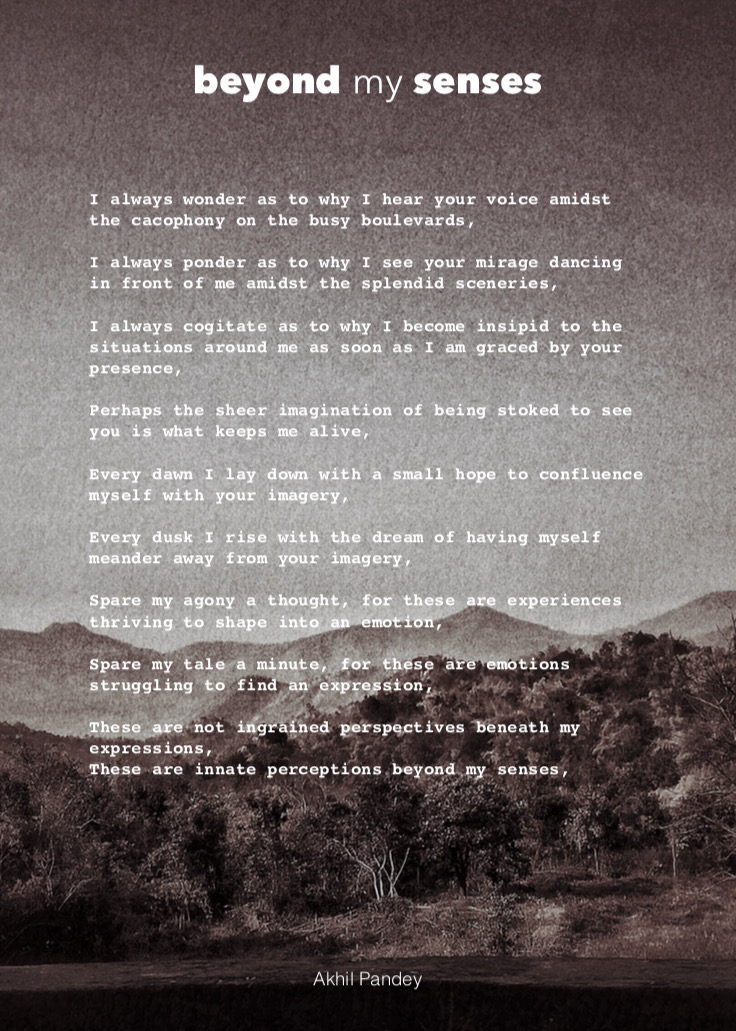 beyond my senses
I always wonder as to why I hear your voice amidst
the cacophony on the busy boulevards,
I always ponder as to why I see your mirage dancing
in front of me amidst the splendid sceneries,
I always cogitate as to why I become insipid to the
situations around me as soon as I am graced by your
presence,
Perhaps the sheer imagination of being stoked to see
you is what keeps me alive,
Every dawn I lay down with a small hope to confluence
myself with your imagery,
Every dusk I rise with the dream of having myself
meander away from your imagery,
Spare my agony a thought, for these are experiences
thriving to shape into an emotion,
Spare my tale a minute, for these are emotions
struggling to find an expression,
These are not ingrained perspectives beneath my
expressions,
These are innate perceptions beyond my senses,
Akhil Pandey